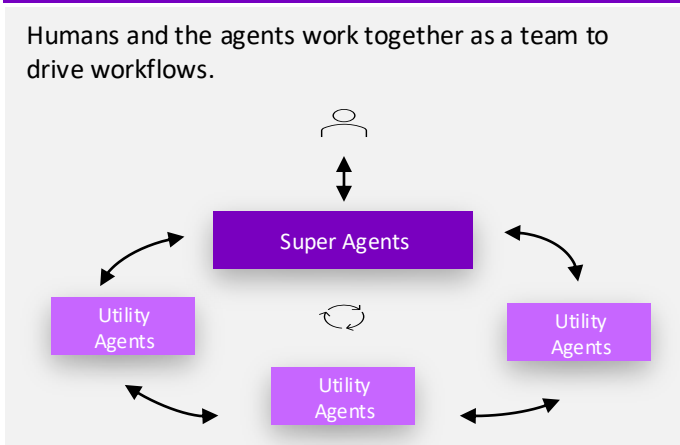 Humans and the agents work together as a team to
drive workflows.
Super Agents
Utility
Agents
Utility
Agents
Utility
Agents